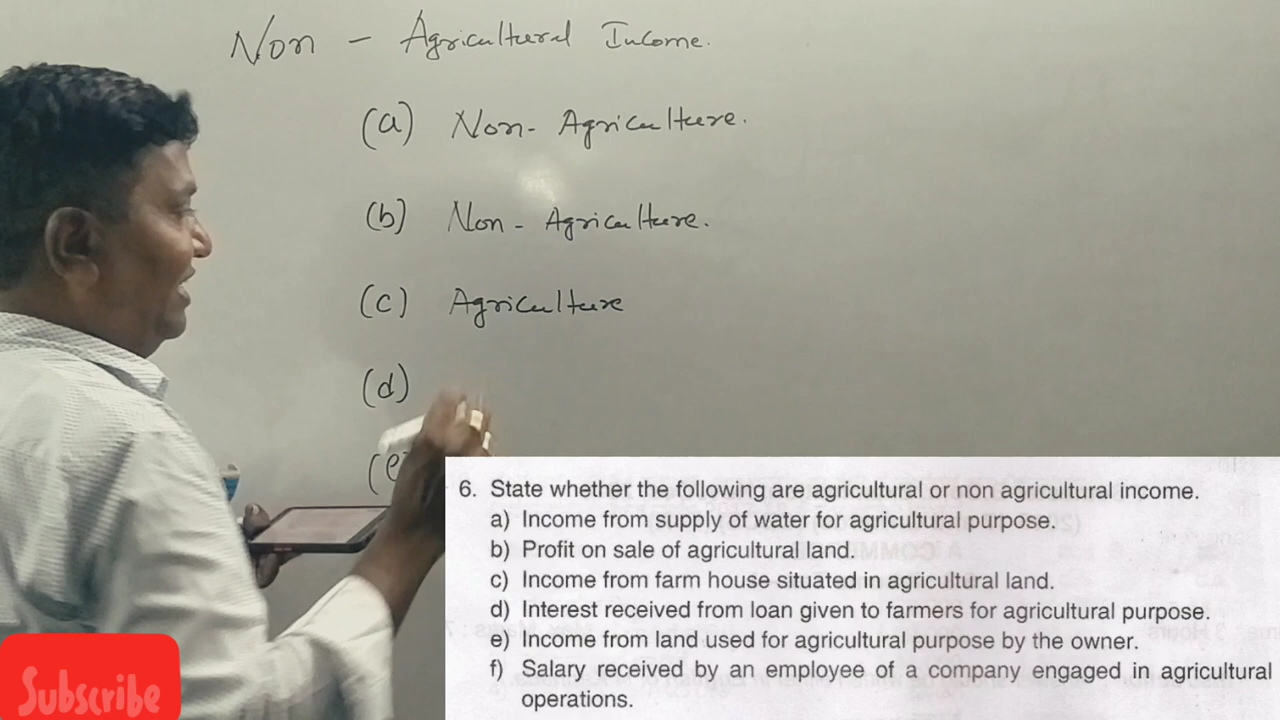 Non - Agricultural Income.
(a) Non- Agriculture.
(b) Non - Agriculture.
(c) Agriculture
(d)
(e
6. State whether the following are agricultural or non agricultural income.
a) Income from supply of water for agricultural purpose.
b) Profit on sale of agricultural land.
c) Income from farm house situated in agricultural land.
d) Interest received from loan given to farmers for agricultural purpose.
e) Income from land used for agricultural purpose by the owner.
f) Salary received by an employee of a company engaged in agricultural
operations.
Subscribe